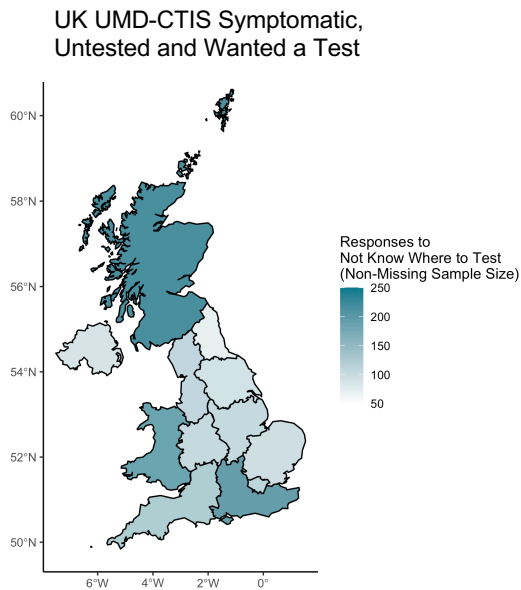 UK UMD-CTIS Symptomatic,
Untested and Wanted a Test
60°N
58°N
56°N
54°N
52°N
50°N
6°W
4°W
2°W
0°
Responses to
Not Know Where to Test
(Non-Missing Sample Size)
250
200
150
100
50